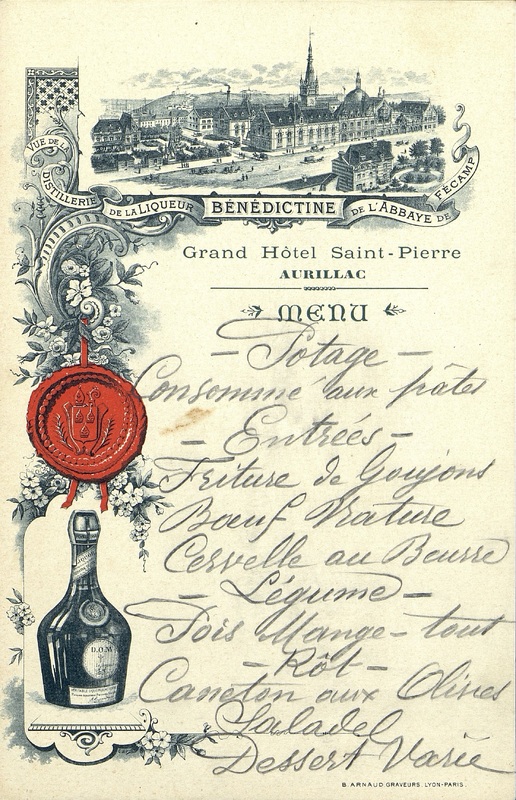 VUE DE LA
DISTILLERIE
DE LA LIQUEUR
BÉNÉDICTINE
DE L'ABBAYE DE
FÉCAMP
Grand Hôtel Saint-Pierre
AURILLAC
MENU
- Potage -
Consommé aux pâtes
- Entrées -
Friture de Goujons
Bœuf Nature
Cervelle au Beurre
- Légume -
Pois Mange-tout
- Rôt -
Caneton aux Olives
Salade
Dessert Varié
D.O.M
B. ARNAUD GRAVEURS. LYON-PARIS.